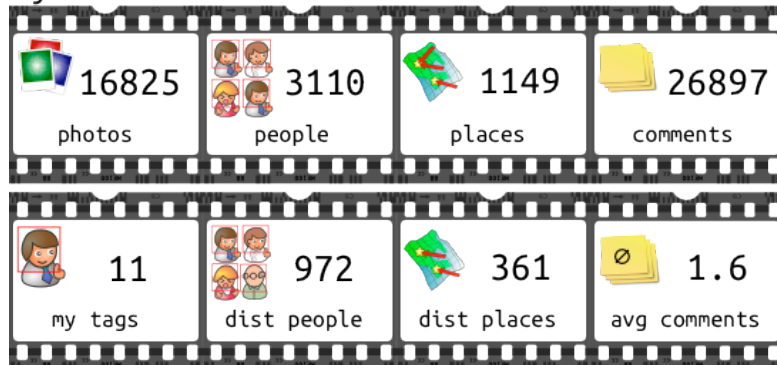 16825 3110 1149 26897
photos people places comments
11 972 361 1.6
my tags dist people dist places avg comments